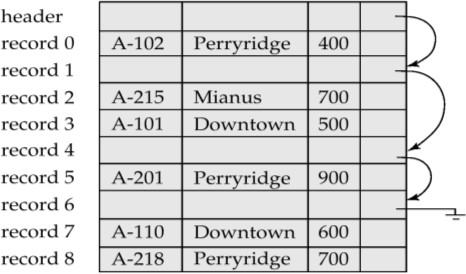 header
record 0 A-102 Perryridge 400
record 1
record 2 A-215 Mianus 700
record 3 A-101 Downtown 500
record 4
record 5 A-201 Perryridge 900
record 6
record 7 A-110 Downtown 600
record 8 A-218 Perryridge 700